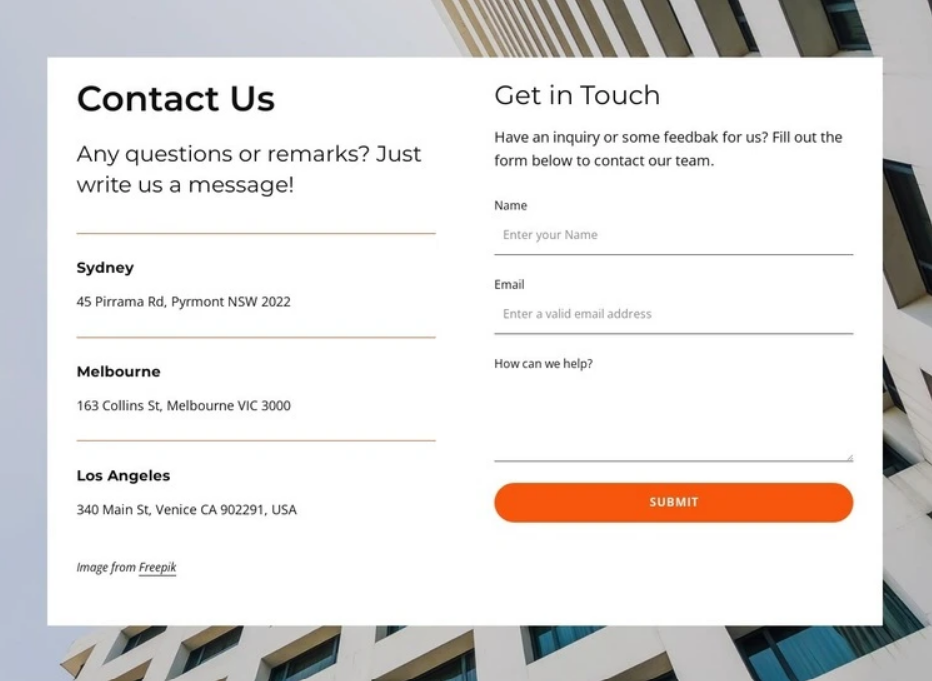 Contact Us
Any questions or remarks? Just
write us a message!
Sydney
45 Pirrama Rd, Pyrmont NSW 2022
Melbourne
163 Collins St, Melbourne VIC 3000
Los Angeles
340 Main St, Venice CA 902291, USA
Image from Freepik
Get in Touch
Have an inquiry or some feedbak for us? Fill out the
form below to contact our team.
Name
Enter your Name
Email
Enter a valid email address
How can we help?
SUBMIT